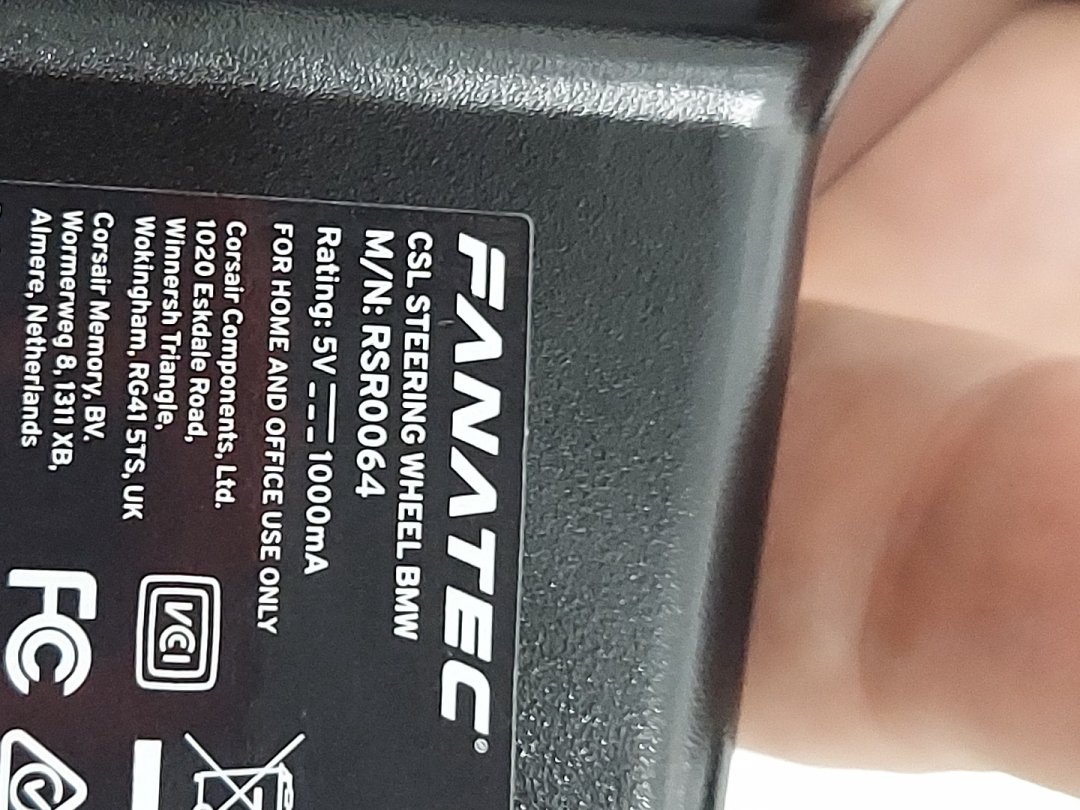 FANATEC®
CSL STEERING WHEEL BMW
M/N: RSR0064
Rating: 5V ⎓ 1000mA
FOR HOME AND OFFICE USE ONLY
Corsair Components, Ltd.
1020 Eskdale Road,
Winnersh Triangle,
Wokingham, RG41 5TS, UK
Corsair Memory, BV.
Wormerweg 8, 1311 XB,
Almere, Netherlands
VCI
FC